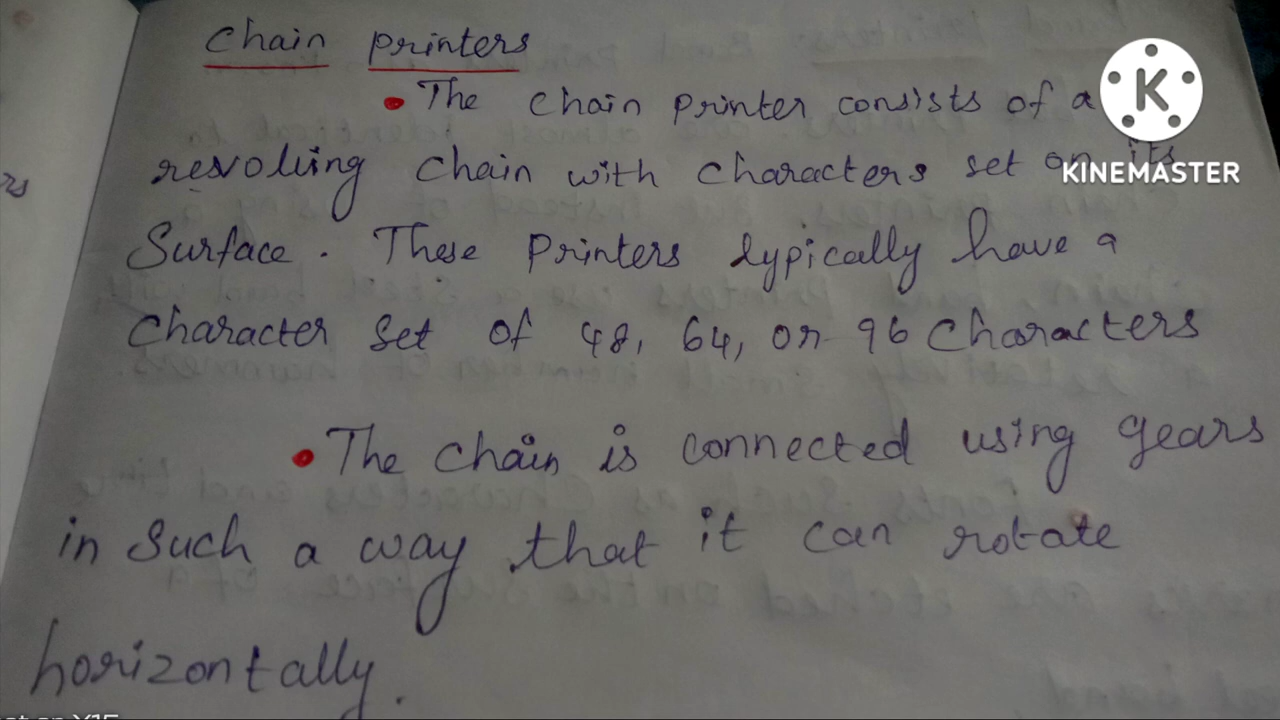 Chain Printers
• The Chain Printer consists of a
revolving Chain with Characters set on its
Surface. These Printers typically have a
Character Set of 48, 64, or 96 Characters
• The Chain is connected using gears
in Such a way that it can rotate
horizontally.
K
KINEMASTER
rs